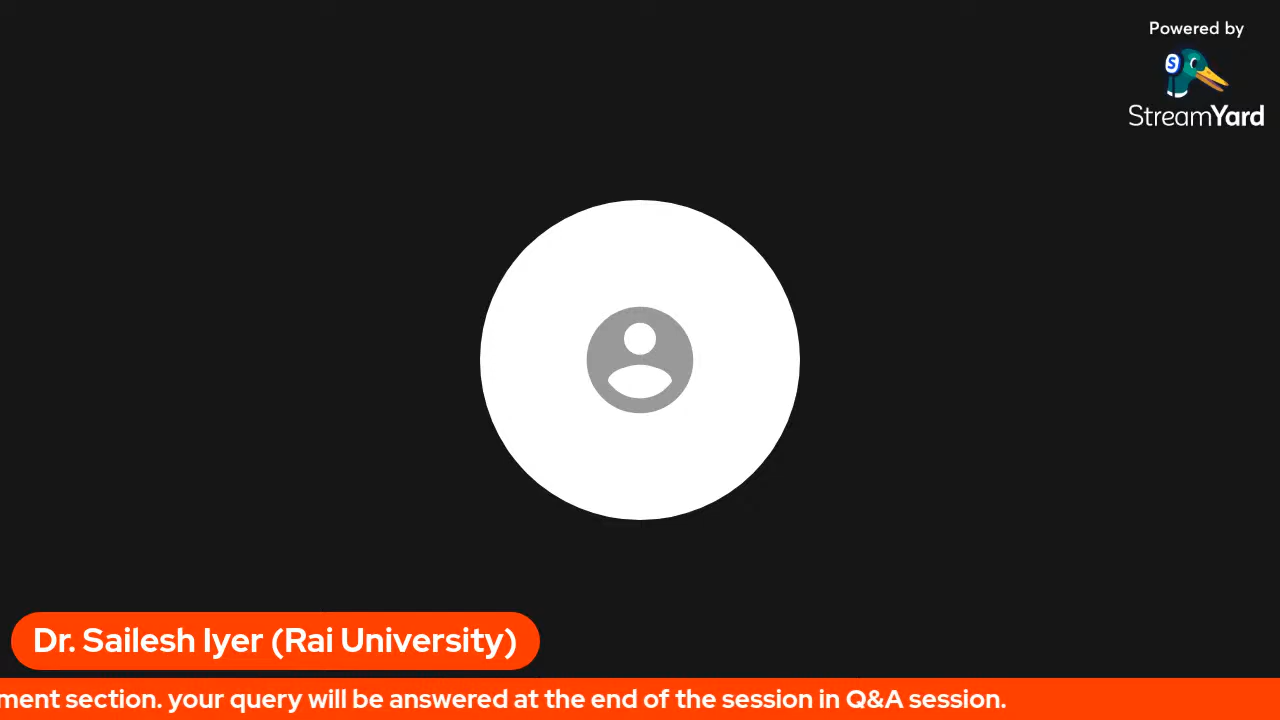 Powered by
S
StreamYard
Dr. Sailesh Iyer (Rai University)
ment section. your query will be answered at the end of the session in Q&A session.